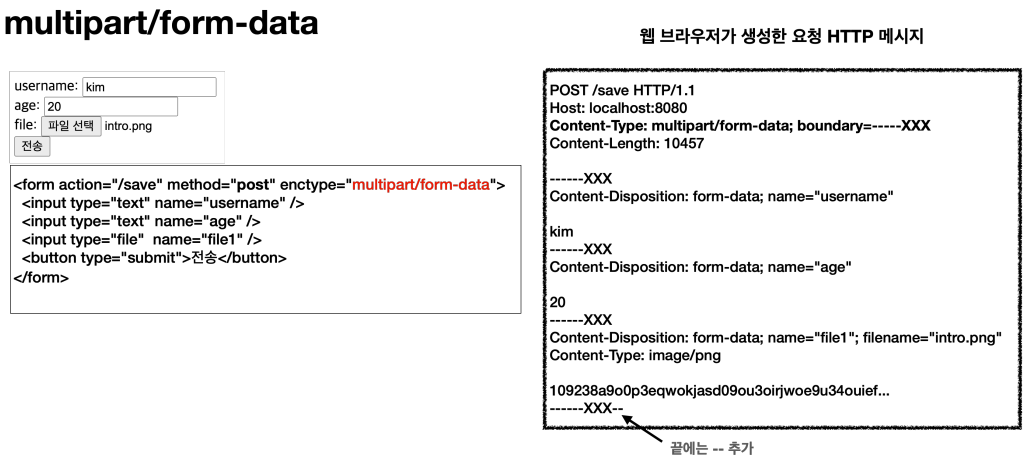 multipart/form-data
username: kim
age: 20
file: 파일 선택 intro.png
전송
<form action="/save" method="post" enctype="multipart/form-data">
<input type="text" name="username" />
<input type="text" name="age" />
<input type="file" name="file1" />
<button type="submit">전송</button>
</form>
웹 브라우저가 생성한 요청 HTTP 메시지
POST /save HTTP/1.1
Host: localhost:8080
Content-Type: multipart/form-data; boundary=-----XXX
Content-Length: 10457
------XXX
Content-Disposition: form-data; name="username"
kim
------XXX
Content-Disposition: form-data; name="age"
20
------XXX
Content-Disposition: form-data; name="file1"; filename="intro.png"
Content-Type: image/png
109238a9o0p3eqwokjasd09ou3oirjwoe9u34ouief...
------XXX--
끝에는 -- 추가